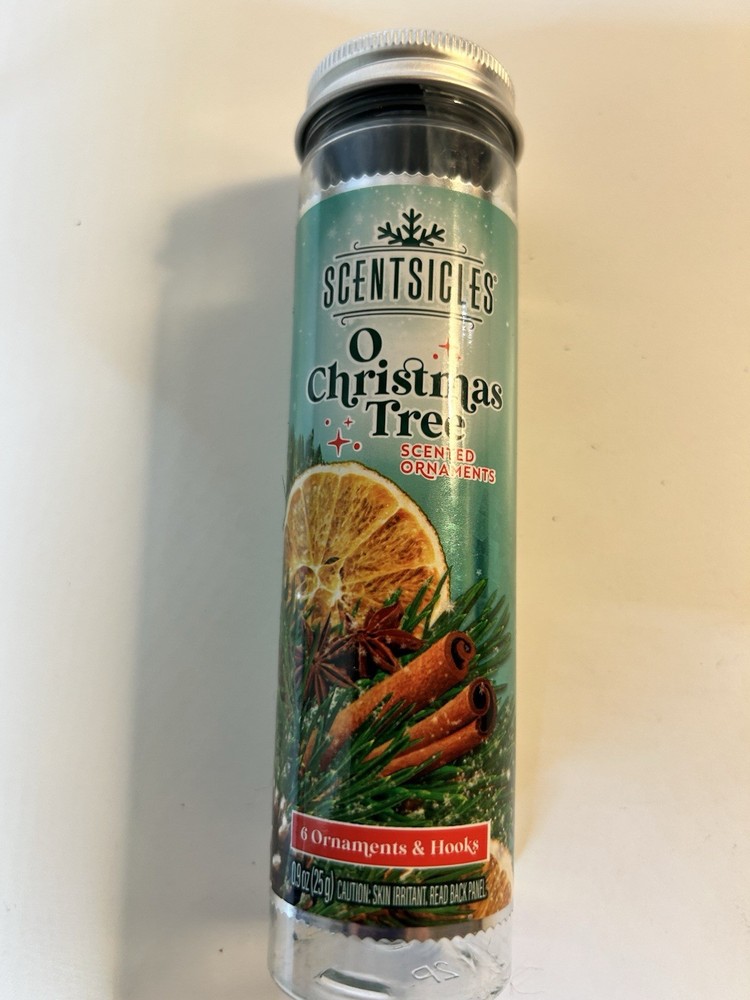 SCENTSICLES®
O
Christmas
Tree
SCENTED
ORNAMENTS
6 Ornaments & Hooks
0.9 oz (25 g) CAUTION: SKIN IRRITANT. READ BACK PANEL.